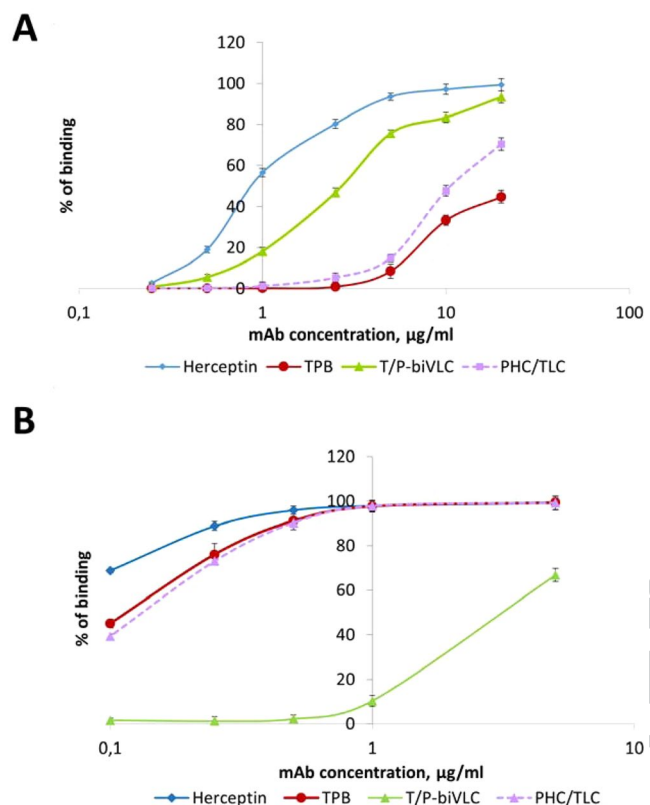 A
120
100
80
60
40
20
0
% of binding
0,1
1
10
100
mAb concentration, µg/ml
Herceptin TPB T/P-biVLC PHC/TLC
B
120
100
80
60
40
20
0
% of binding
0,1
1
10
mAb concentration, µg/ml
Herceptin TPB T/P-biVLC PHC/TLC